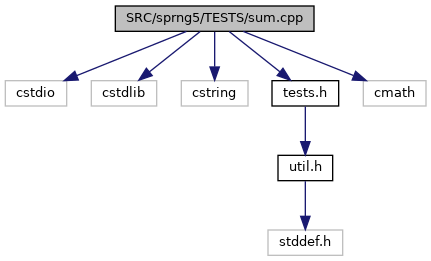 SRC/sprng5/TESTS/sum.cpp
cstdio
cstdlib
cstring
tests.h
cmath
util.h
stddef.h